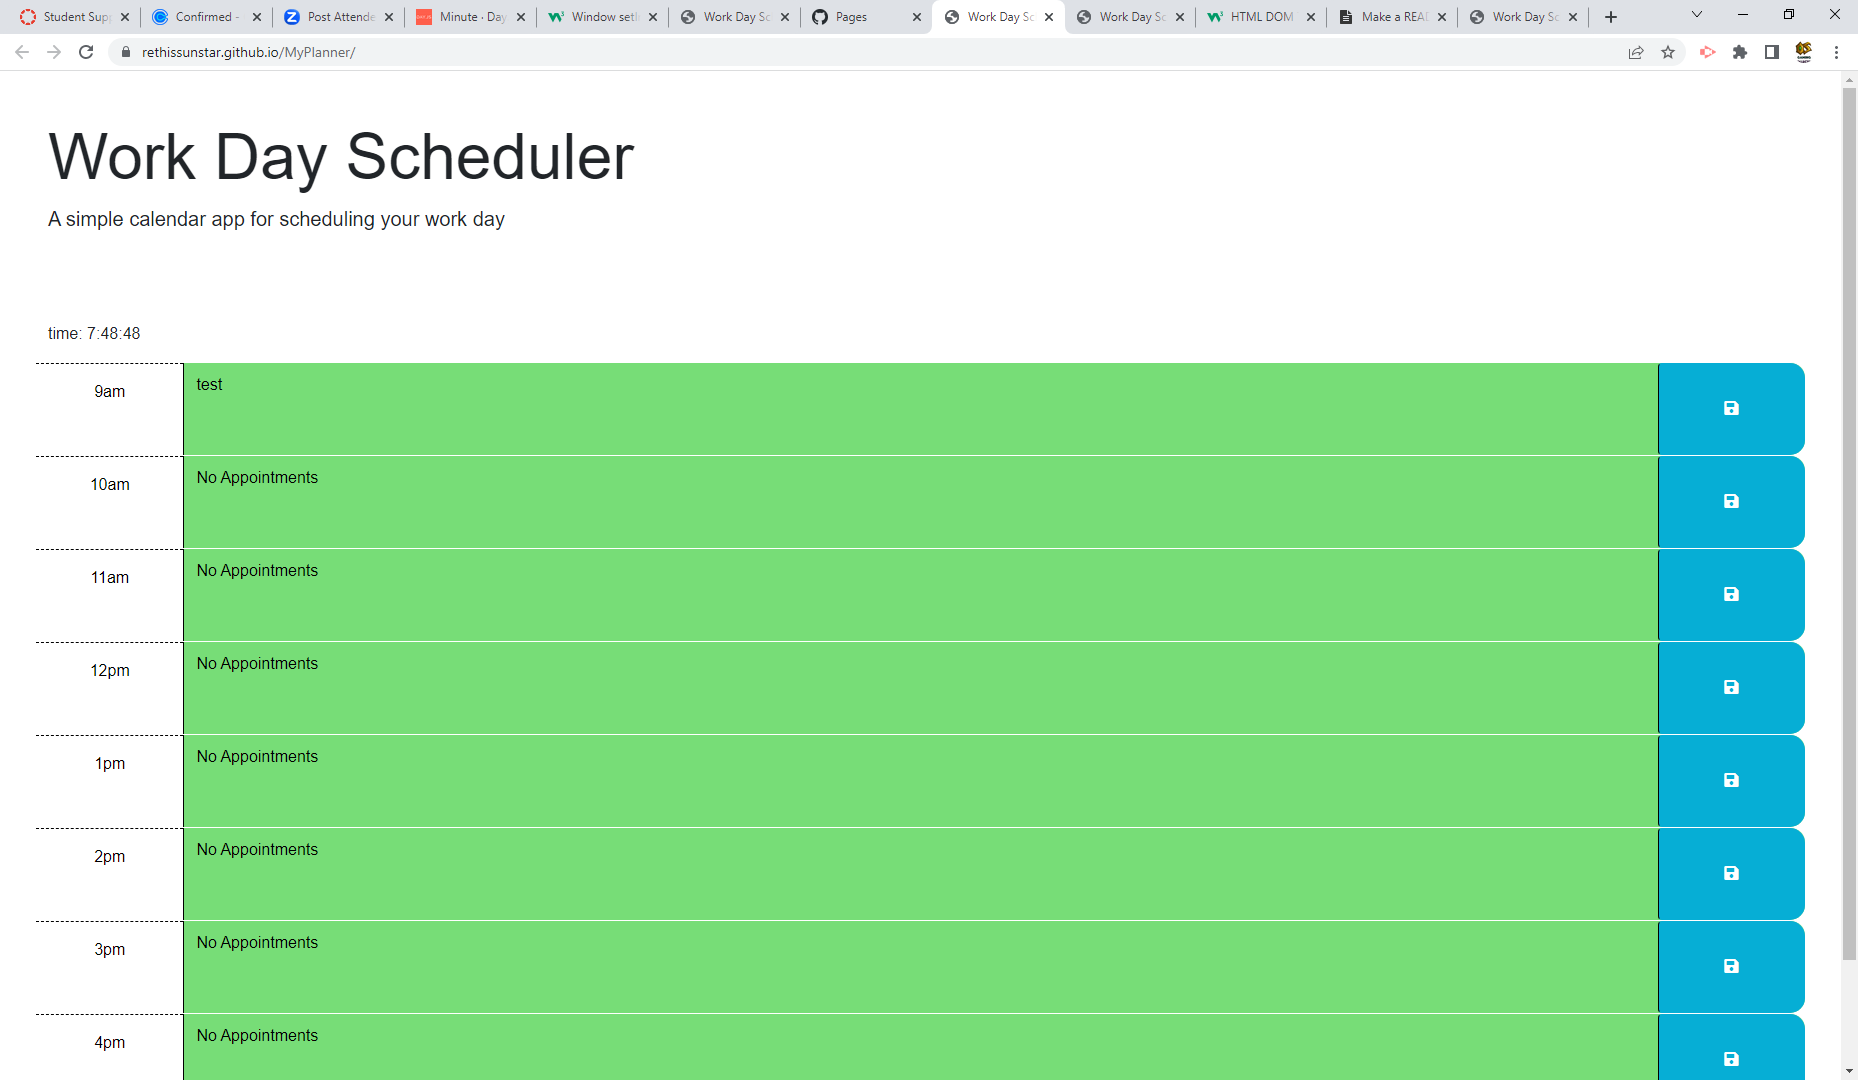 Student Sup
Confirmed -
Post Attende
Minute · Day
Window setI
Work Day Sc
Pages
Work Day Sc
Work Day Sc
HTML DOM
Make a READ
Work Day Sc
rethissunstar.github.io/MyPlanner/
Work Day Scheduler
A simple calendar app for scheduling your work day
time: 7:48:48
9am
test
10am
No Appointments
11am
No Appointments
12pm
No Appointments
1pm
No Appointments
2pm
No Appointments
3pm
No Appointments
4pm
No Appointments